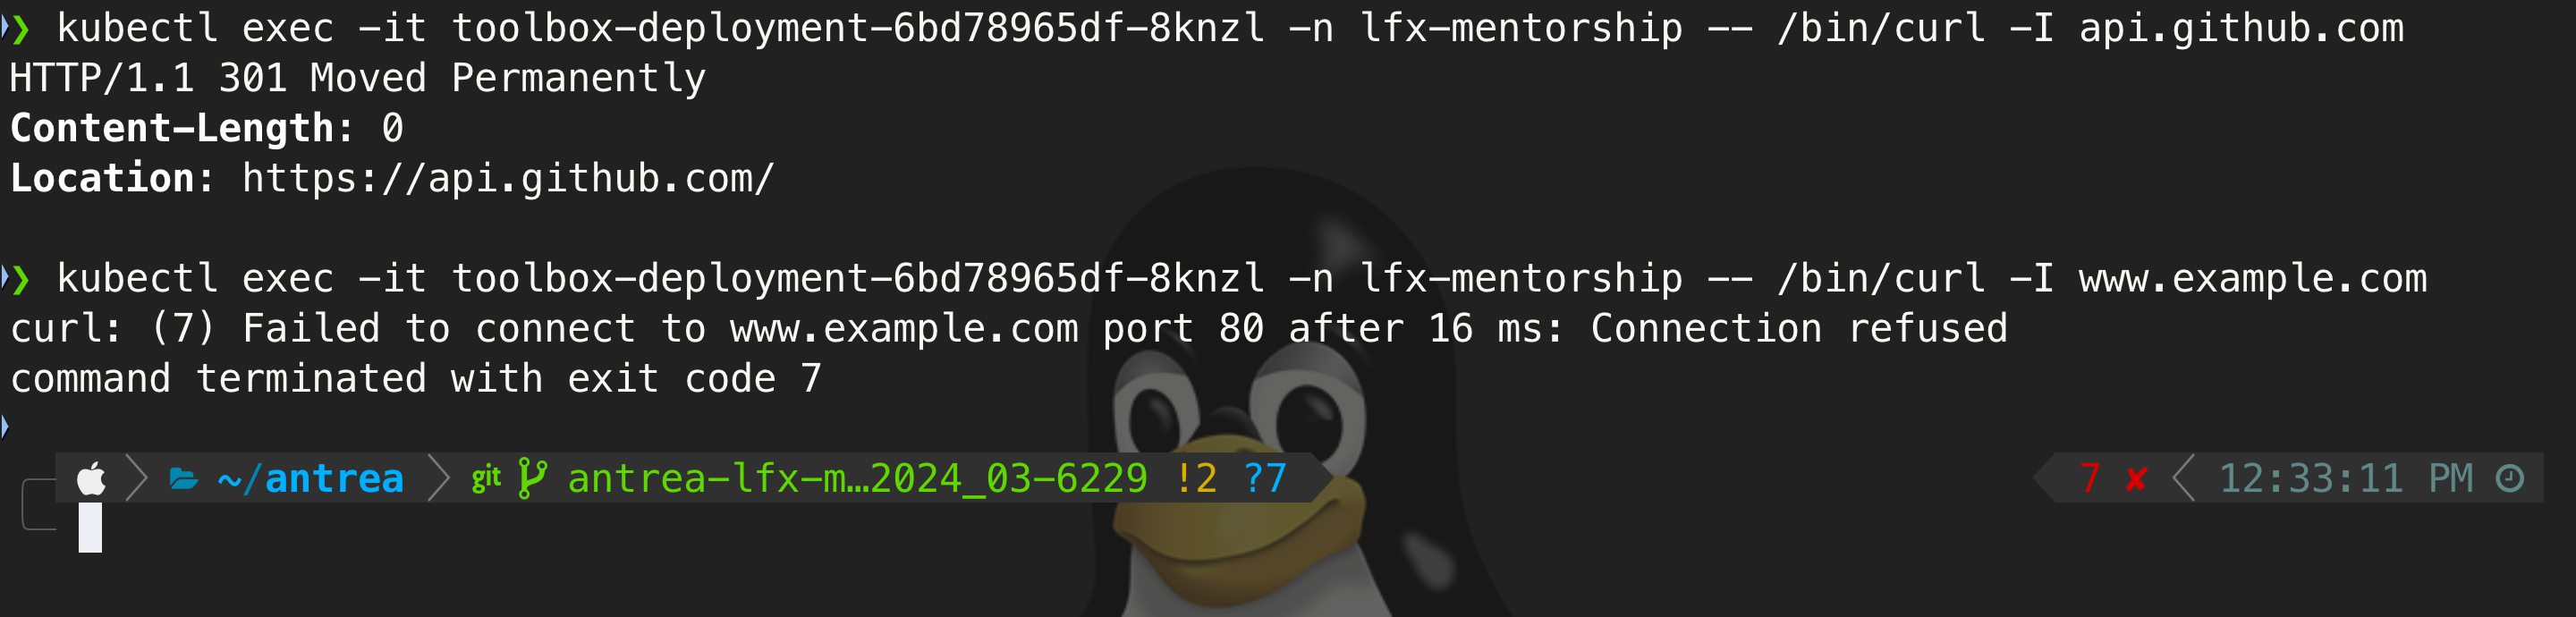 ❯ kubectl exec -it toolbox-deployment-6bd78965df-8knzl -n lfx-mentorship -- /bin/curl -I api.github.com
HTTP/1.1 301 Moved Permanently
Content-Length: 0
Location: https://api.github.com/
❯ kubectl exec -it toolbox-deployment-6bd78965df-8knzl -n lfx-mentorship -- /bin/curl -I www.example.com
curl: (7) Failed to connect to www.example.com port 80 after 16 ms: Connection refused
command terminated with exit code 7
~/antrea git antrea-lfx-m…2024_03-6229 !2 ?7 7 ✘ 12:33:11 PM